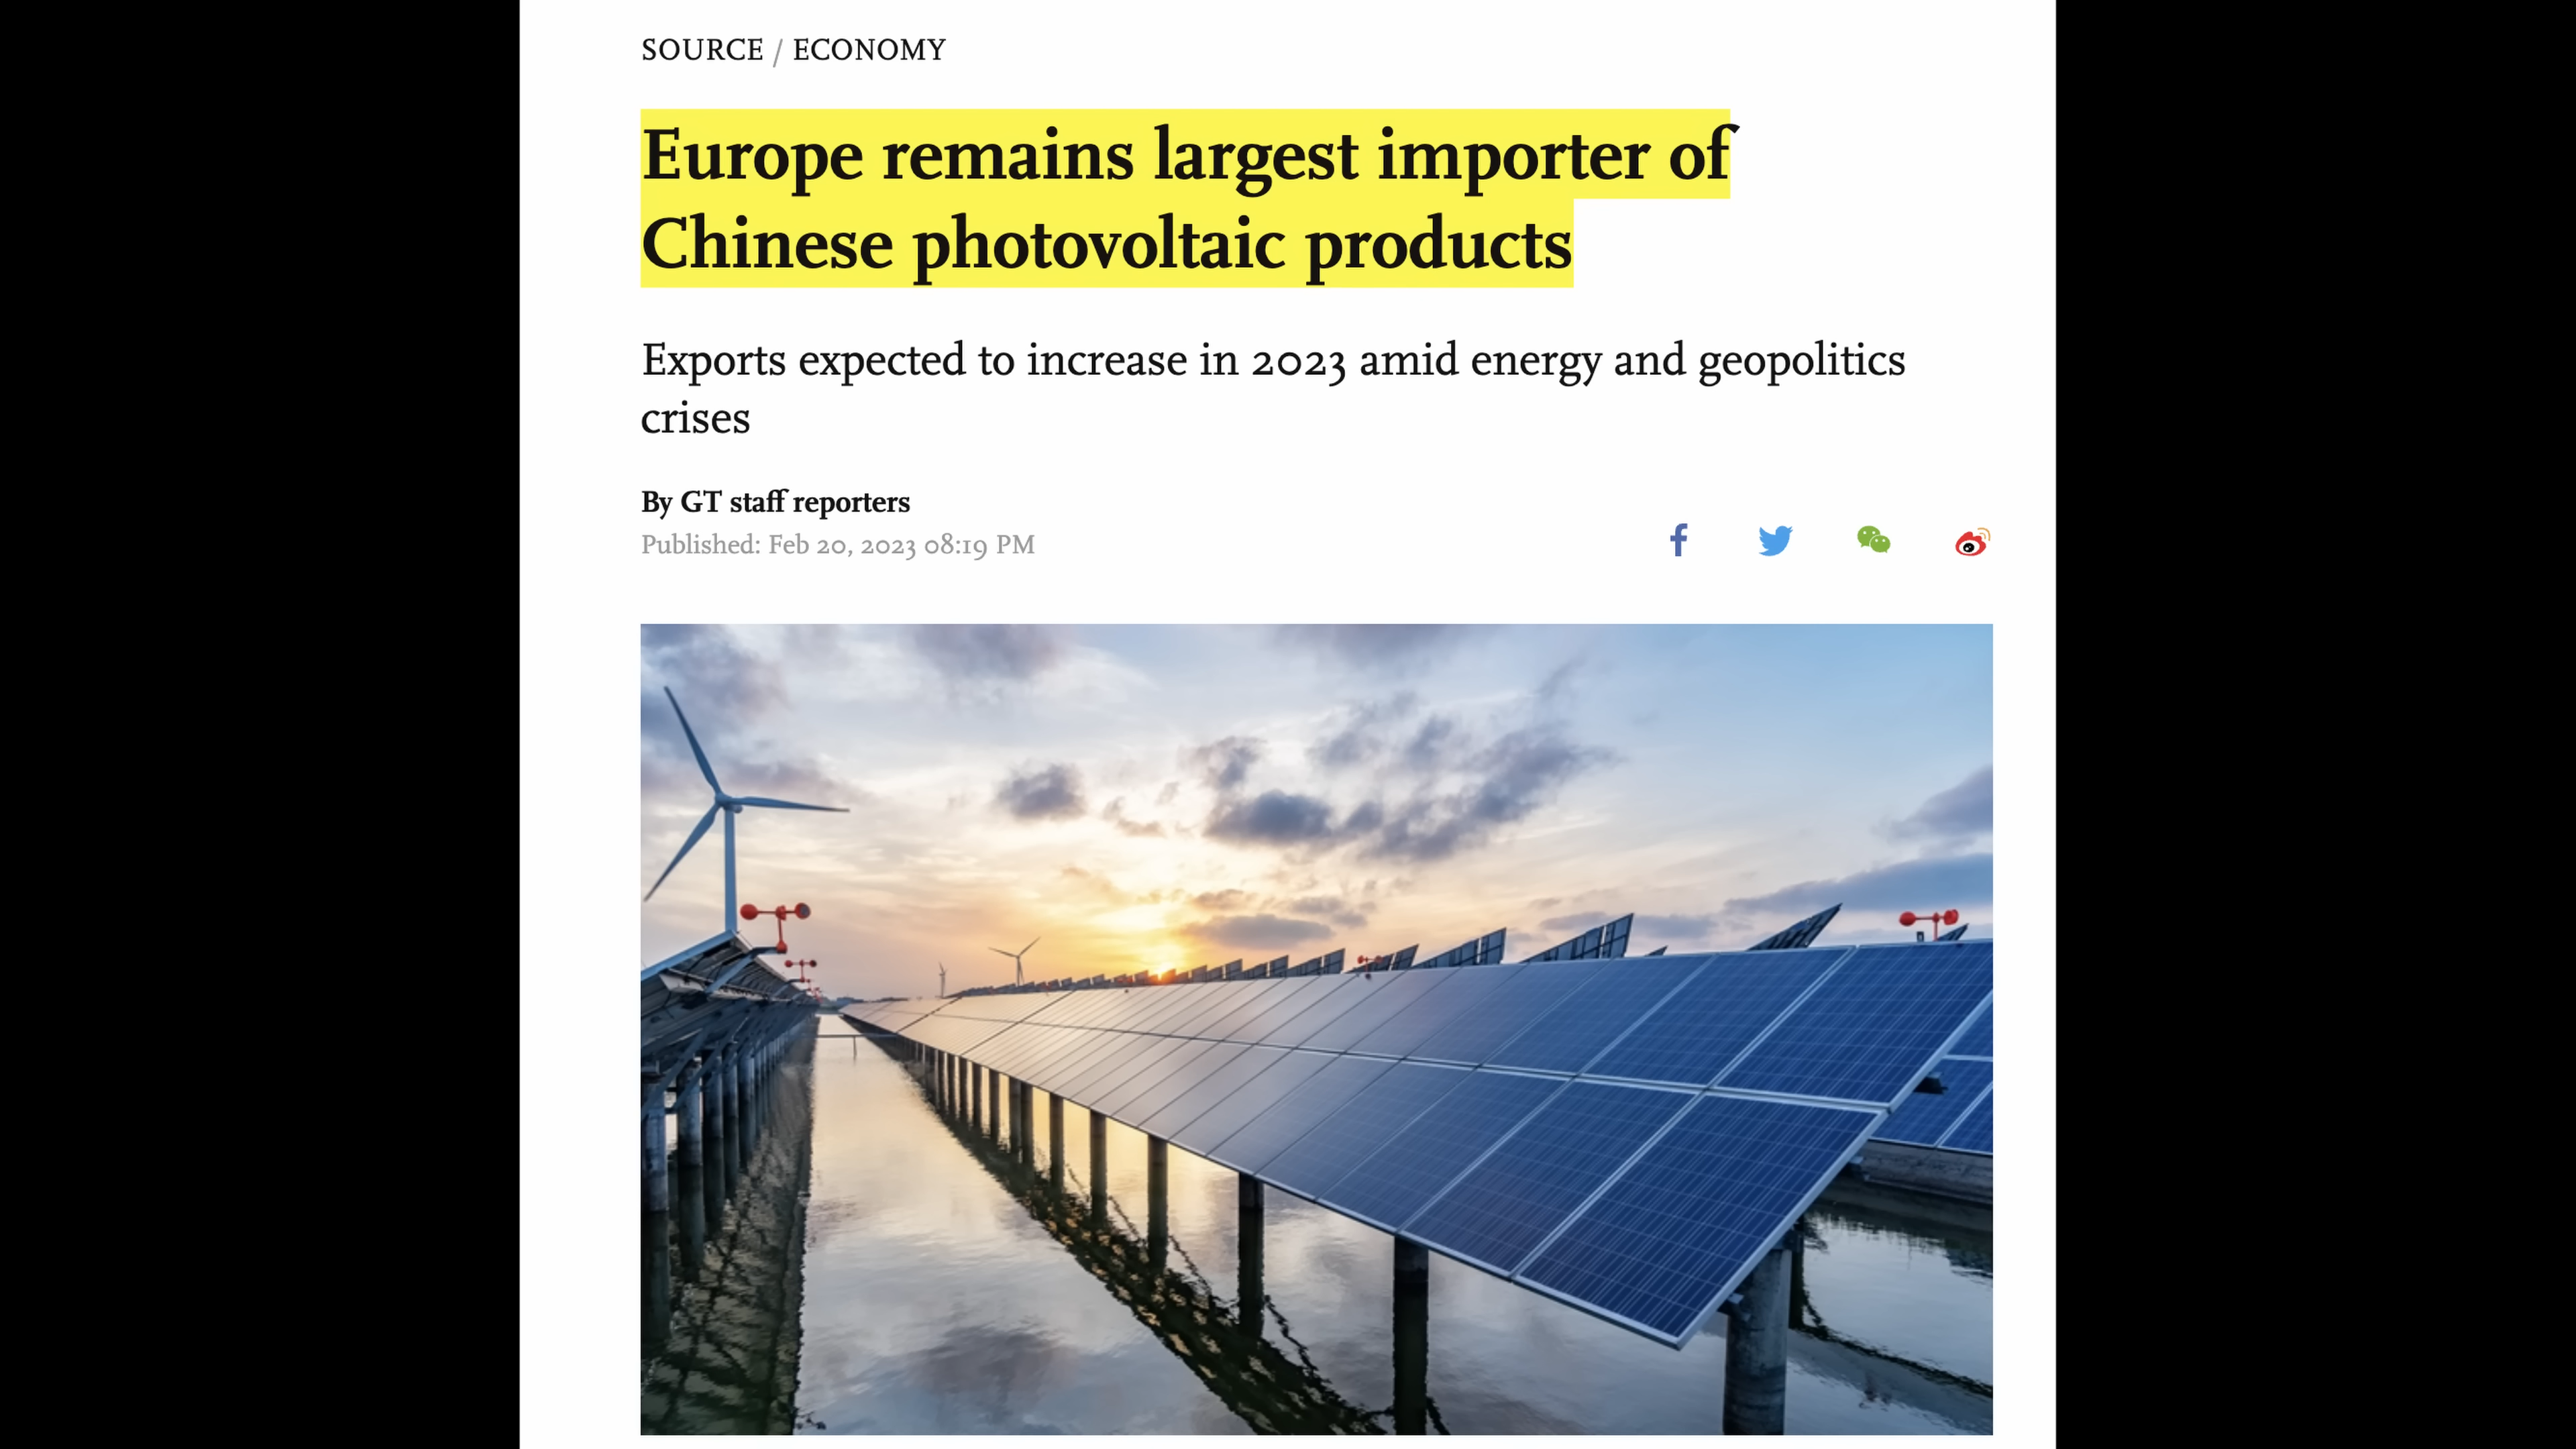 SOURCE / ECONOMY
Europe remains largest importer of
Chinese photovoltaic products
Exports expected to increase in 2023 amid energy and geopolitics
crises
By GT staff reporters
Published: Feb 20, 2023 08:19 PM